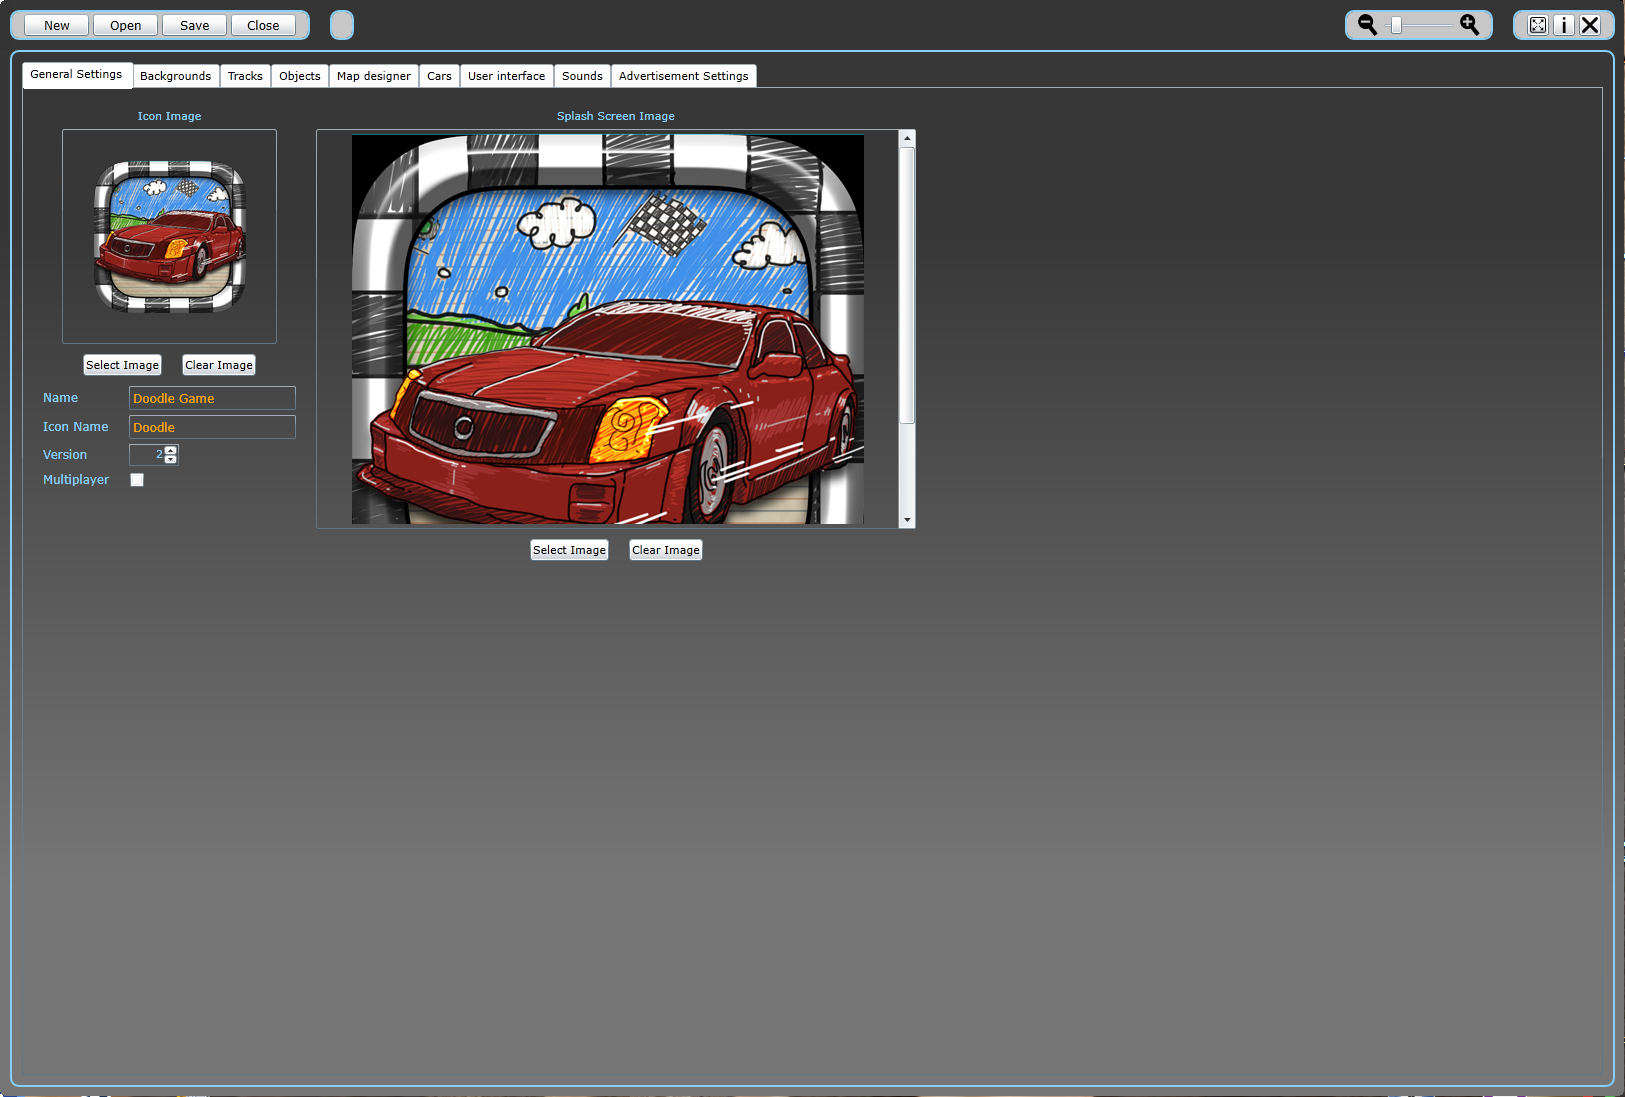 New Open Save Close
General Settings Backgrounds Tracks Objects Map designer Cars User interface Sounds Advertisement Settings
Icon Image Splash Screen Image
Select Image Clear Image
Name Doodle Game
Icon Name Doodle
Version 2
Multiplayer
Select Image Clear Image